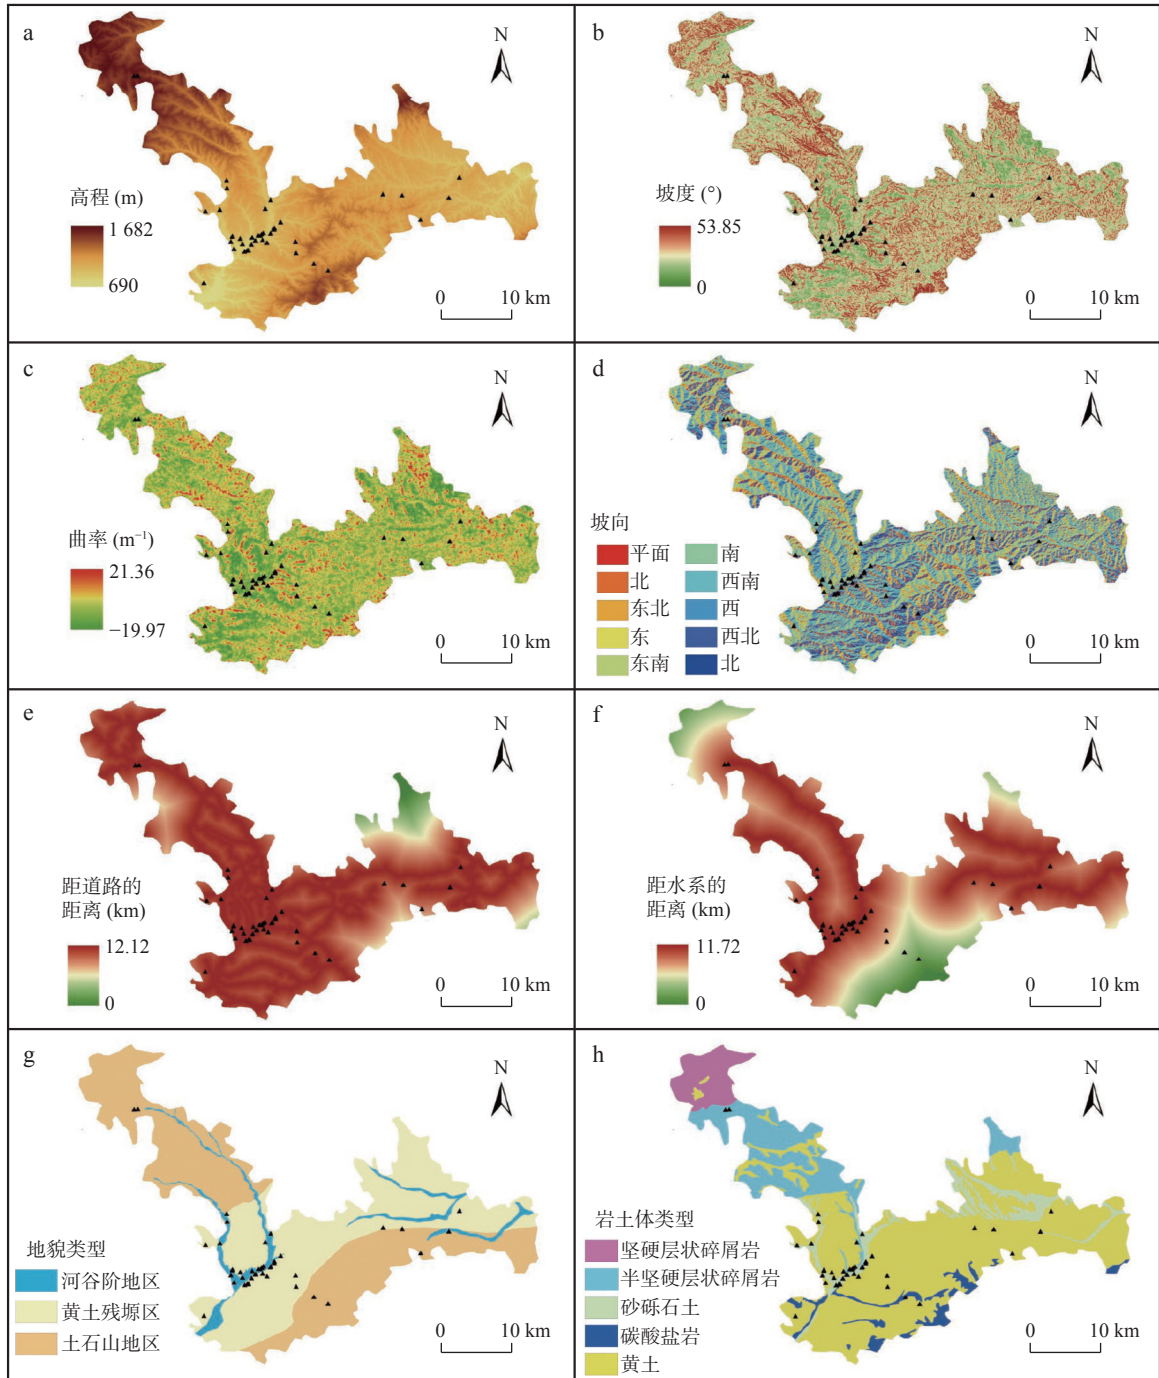 a
N
高程 (m)
1 682
690
0 10 km
b
N
坡度 (°)
53.85
0
0 10 km
c
N
曲率 (m⁻¹)
21.36
−19.97
0 10 km
d
N
坡向
平面
北
东北
东
东南
南
西南
西
西北
北
0 10 km
e
N
距道路的
距离 (km)
12.12
0
0 10 km
f
N
距水系的
距离 (km)
11.72
0
0 10 km
g
N
地貌类型
河谷阶地区
黄土残塬区
土石山地区
0 10 km
h
N
岩土体类型
坚硬层状碎屑岩
半坚硬层状碎屑岩
砂砾石土
碳酸盐岩
黄土
0 10 km